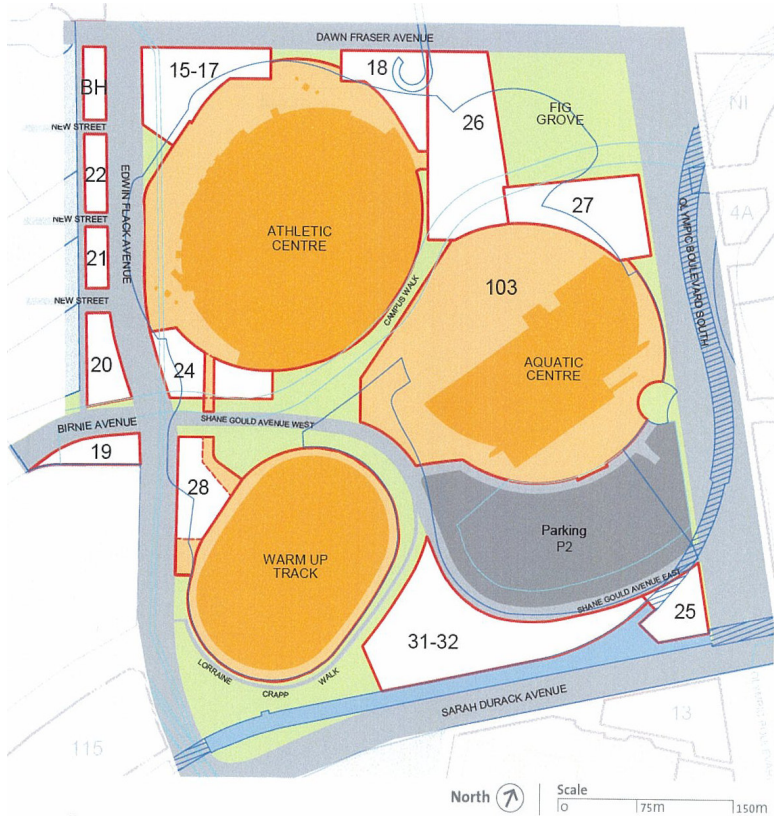 DAWN FRASER AVENUE
BH
15-17
18
26
FIG
GROVE
NI
NEW STREET
22
EDWIN FLACK AVENUE
ATHLETIC
CENTRE
27
4A
OLYMPIC BOULEVARD SOUTH
NEW STREET
21
NEW STREET
CAMPUS WALK
103
20
24
AQUATIC
CENTRE
BIRNIE AVENUE
SHANE GOULD AVENUE WEST
19
28
WARM UP
TRACK
Parking
P2
SHANE GOULD AVENUE EAST
25
31-32
LORRAINE
CRAPP
WALK
SARAH DURACK AVENUE
13
115
North
Scale
0
75m
150m